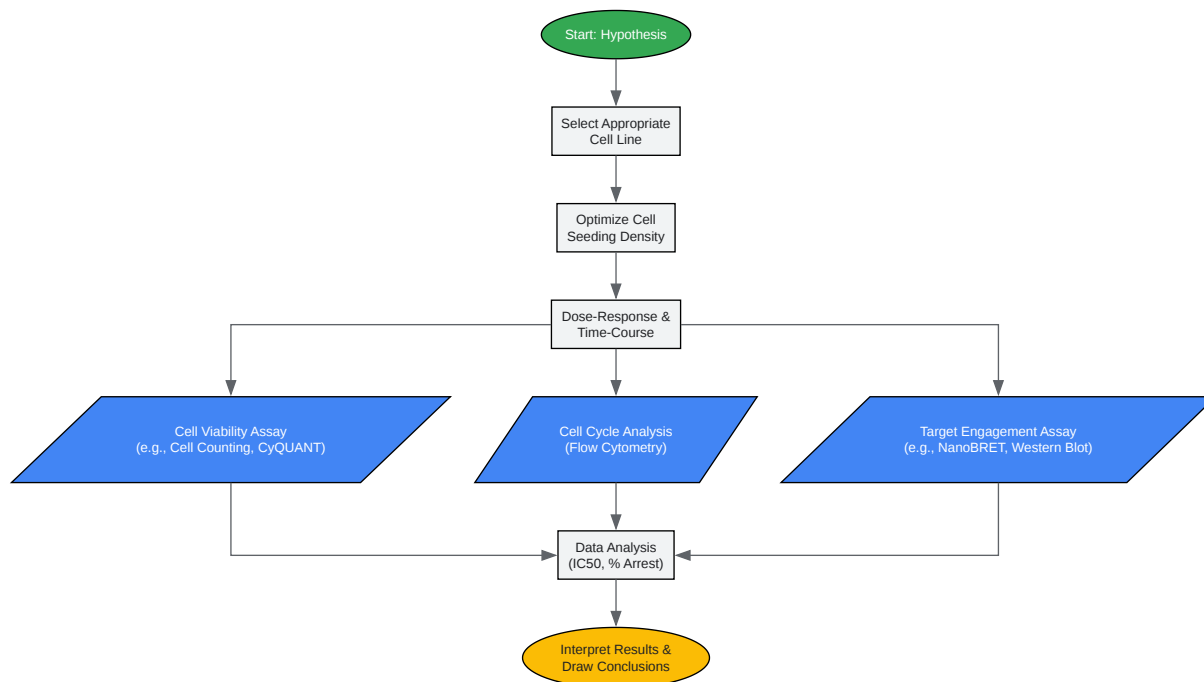 Start: Hypothesis
Select Appropriate
Cell Line
Optimize Cell
Seeding Density
Dose-Response &
Time-Course
Cell Viability Assay
(e.g., Cell Counting, CyQUANT)
Cell Cycle Analysis
(Flow Cytometry)
Target Engagement Assay
(e.g., NanoBRET, Western Blot)
Data Analysis
(IC50, % Arrest)
Interpret Results &
Draw Conclusions